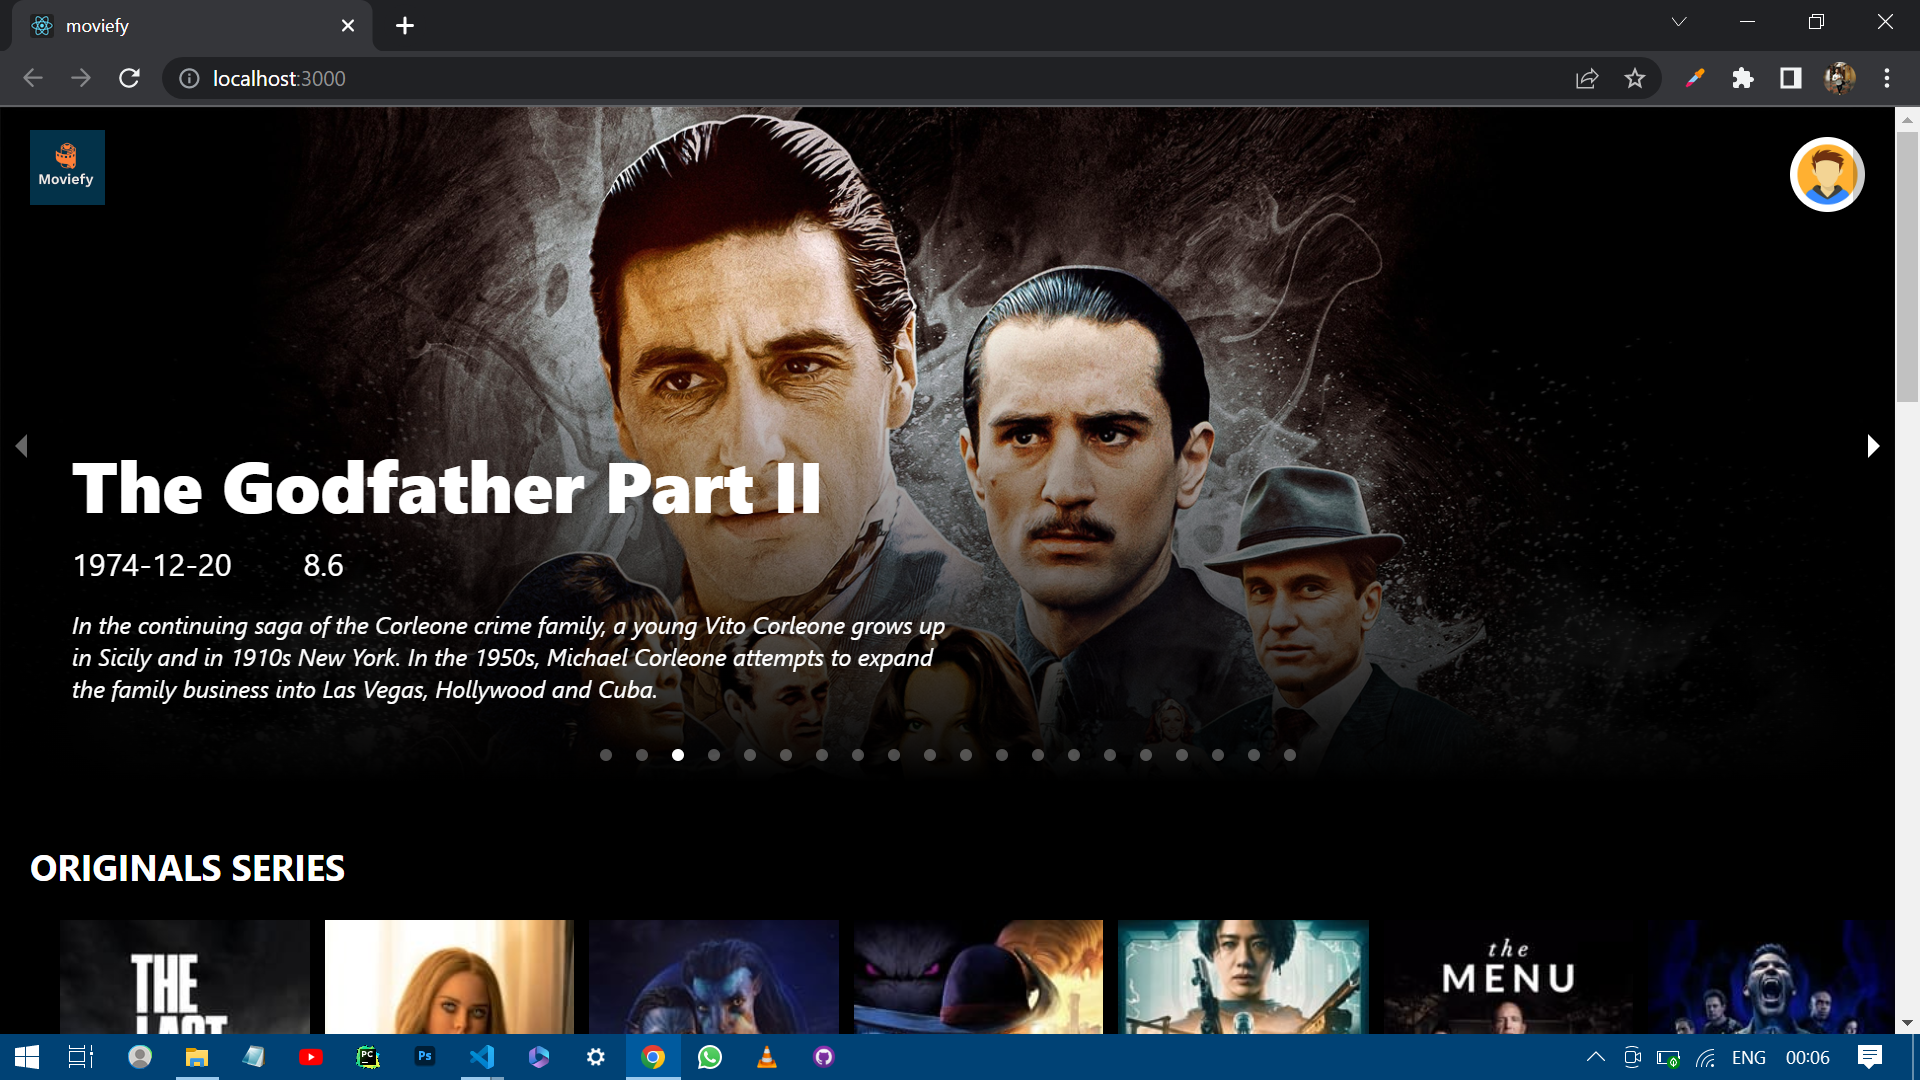 moviefy
localhost:3000
Moviefy
The Godfather Part II
1974-12-20 8.6
In the continuing saga of the Corleone crime family, a young Vito Corleone grows up
in Sicily and in 1910s New York. In the 1950s, Michael Corleone attempts to expand
the family business into Las Vegas, Hollywood and Cuba.
ORIGINALS SERIES
THE
LAST
the
MENU
PC
Ps
ENG 00:06